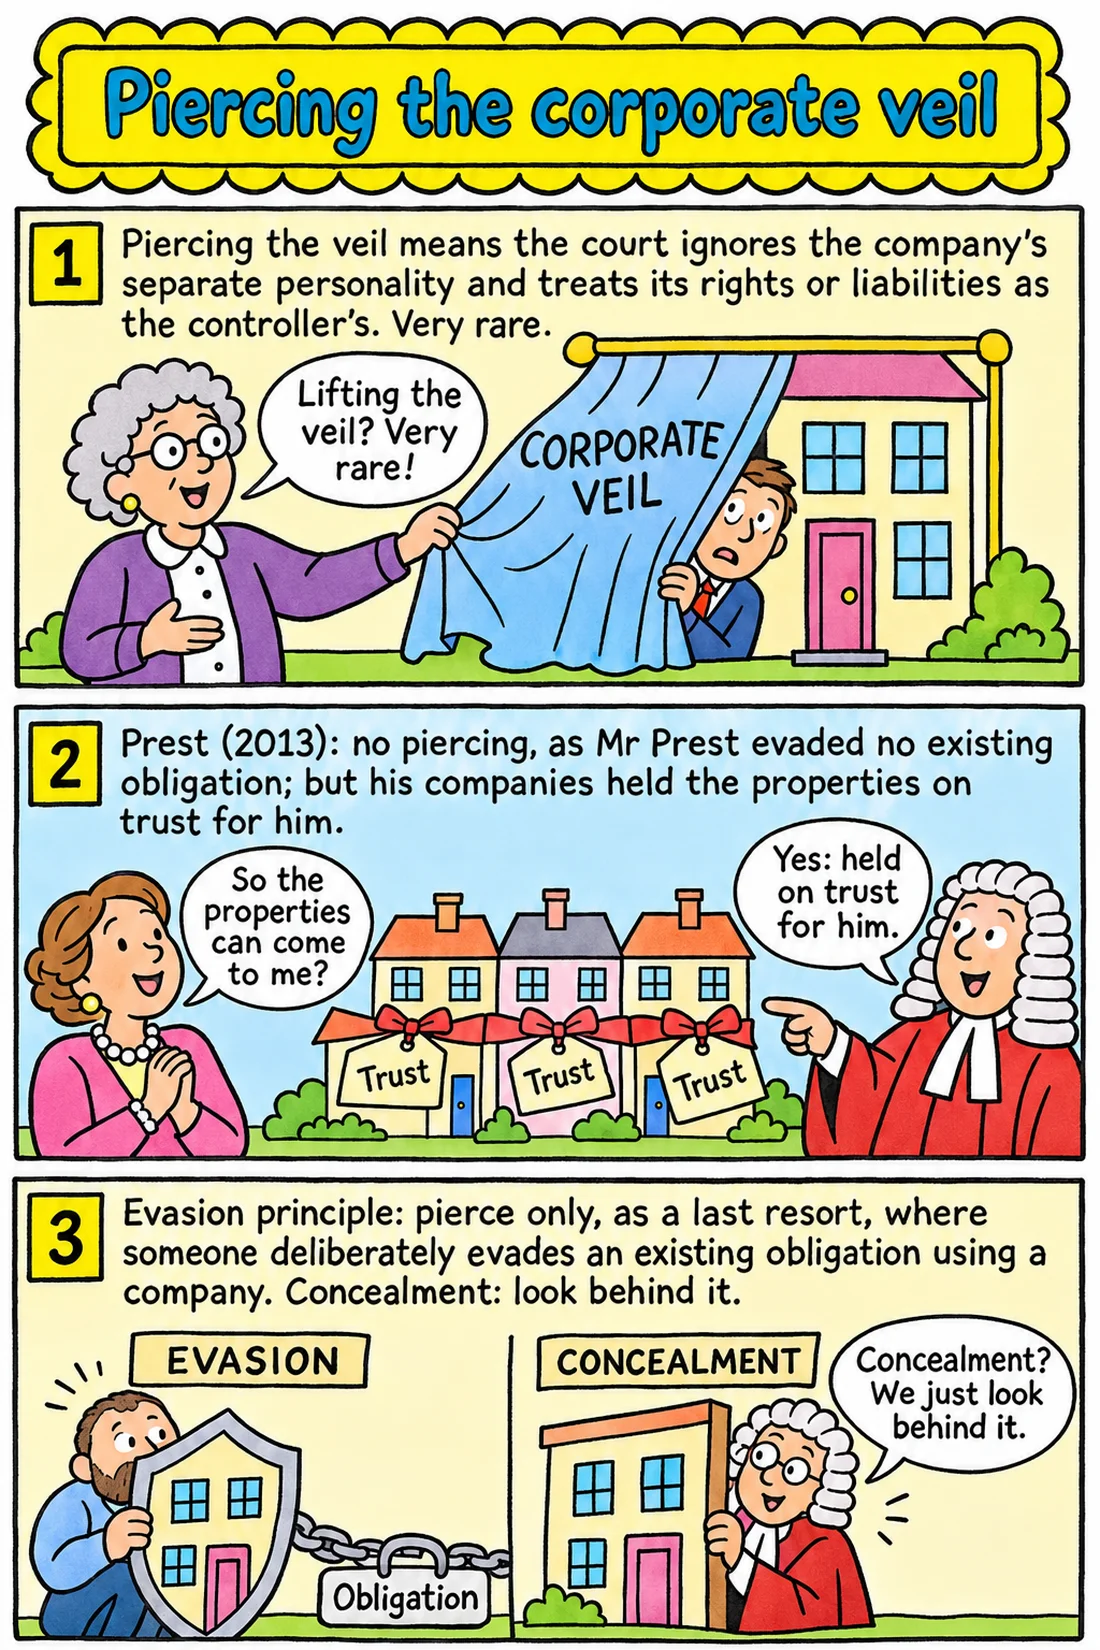 Piercing the corporate veil
1
Piercing the veil means the court ignores the company's
separate personality and treats its rights or liabilities as
the controller's. Very rare.
Lifting the
veil? Very
rare!
CORPORATE
VEIL
2
Prest (2013): no piercing, as Mr Prest evaded no existing
obligation; but his companies held the properties on
trust for him.
So the
properties
can come
to me?
Yes: held
on trust
for him.
Trust
Trust
Trust
3
Evasion principle: pierce only, as a last resort, where
someone deliberately evades an existing obligation using a
company. Concealment: look behind it.
EVASION
Obligation
CONCEALMENT
Concealment?
We just look
behind it.